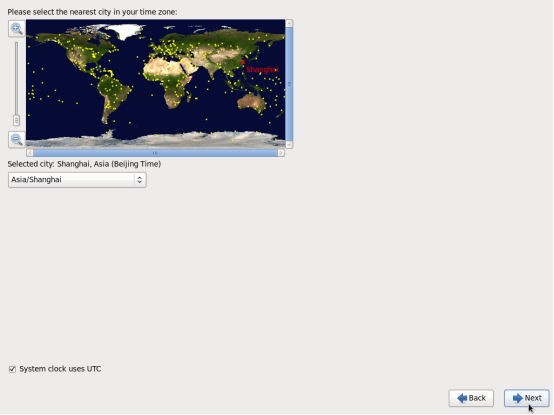 Please select the nearest city in your time zone:
Shanghai
Selected city: Shanghai, Asia (Beijing Time)
Asia/Shanghai
System clock uses UTC
Back
Next